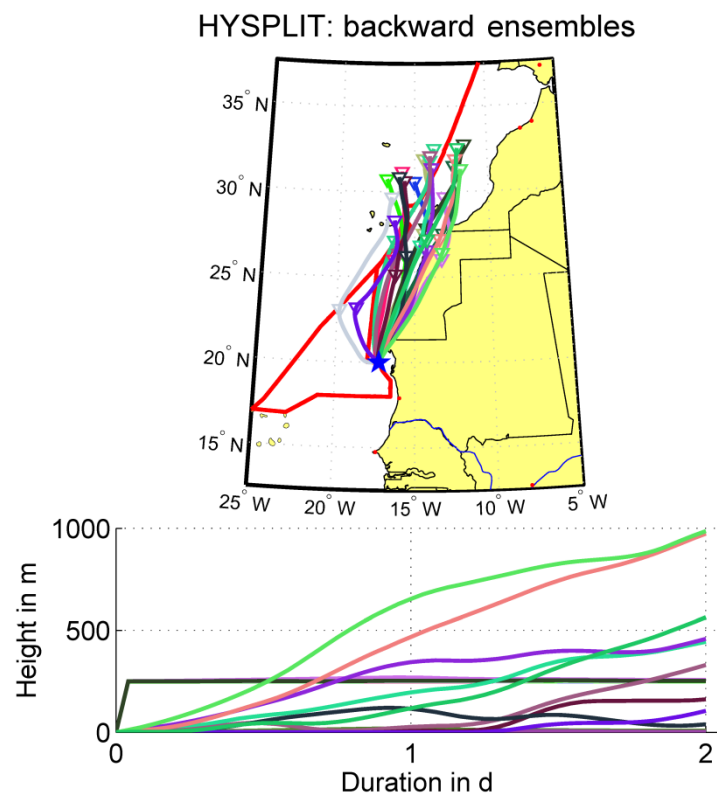 HYSPLIT: backward ensembles
35° N
30° N
25° N
20° N
15° N
25° W
20° W
15° W
10° W
5° W
1000
500
0
Height in m
0
1
2
Duration in d